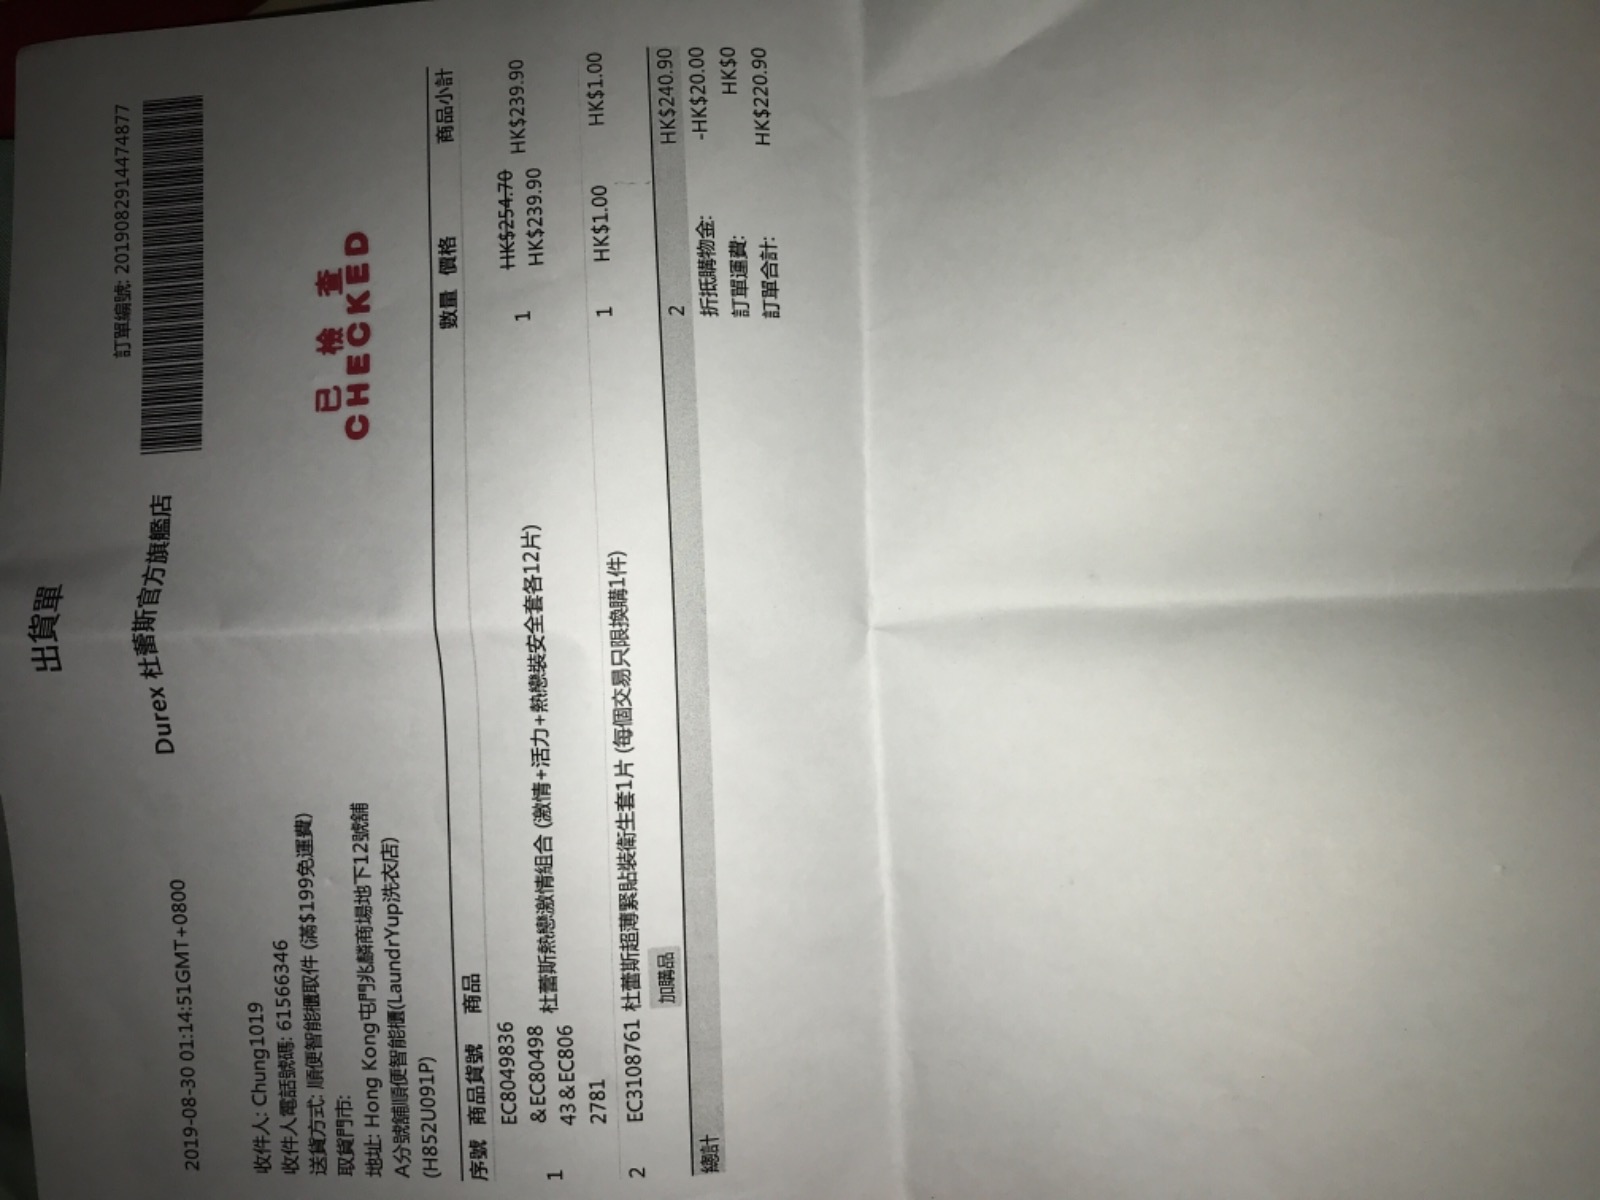 出貨單
訂單編號: 20190829144748​77
2019-08-30 01:14:51GMT+0800
Durex 杜蕾斯官方旗艦店
收件人: Chung1019
收件人電話號碼: 61566346
送貨方式: 順便智能櫃取件 (滿$199免運費)
取貨門市:
地址: Hong Kong屯門兆麟商場地下12號舖
A分號舖順便智能櫃(LaundrYup洗衣店)
(H852U091P)
已 檢 查
CHECKED
序號 商品貨號 商品 數量 價格 商品小計
EC8049836 HK$254.70
1 &EC80498 杜蕾斯熱戀激情組合 (激情+活力+熱戀裝安全套各12片) 1 HK$239.90 HK$239.90
43&EC806
2781
2 EC3108761 杜蕾斯超薄緊貼裝衛生套1片 (每個交易只限換購1件) 1 HK$1.00 HK$1.00
加購品
總計 2 HK$240.90
折抵購物金: -HK$20.00
訂單運費: HK$0
訂單合計: HK$220.90